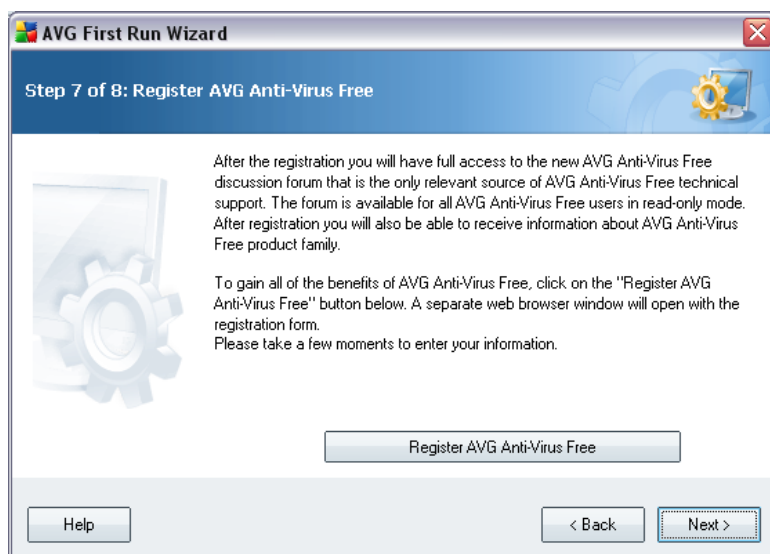 AVG First Run Wizard
Step 7 of 8: Register AVG Anti-Virus Free
After the registration you will have full access to the new AVG Anti-Virus Free
discussion forum that is the only relevant source of AVG Anti-Virus Free technical
support. The forum is available for all AVG Anti-Virus Free users in read-only mode.
After registration you will also be able to receive information about AVG Anti-Virus
Free product family.
To gain all of the benefits of AVG Anti-Virus Free, click on the "Register AVG
Anti-Virus Free" button below. A separate web browser window will open with the
registration form.
Please take a few moments to enter your information.
Register AVG Anti-Virus Free
Help
< Back
Next >